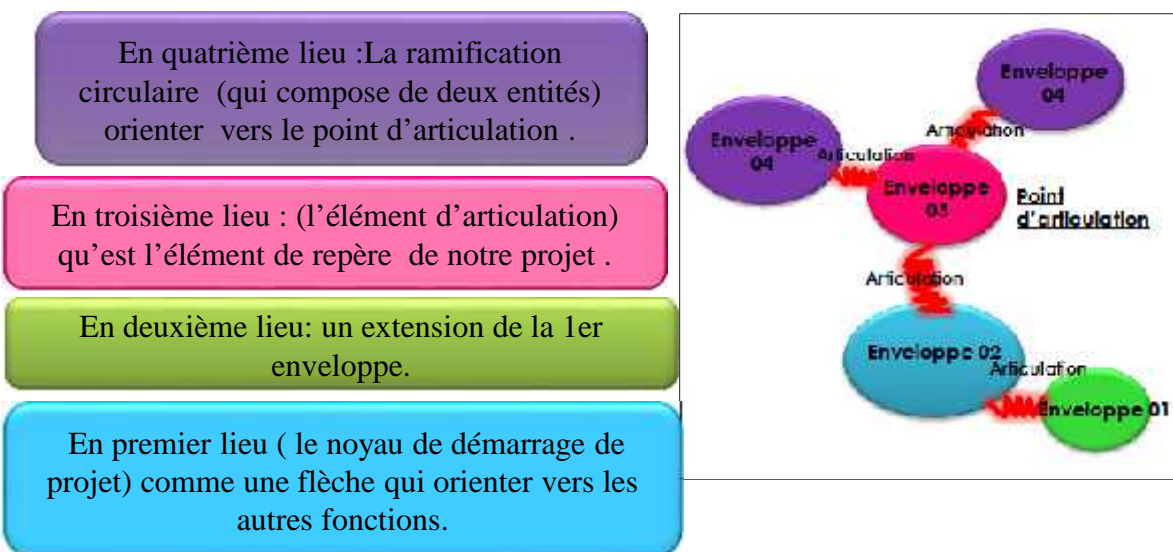 En quatrième lieu :La ramification
circulaire (qui compose de deux entités)
orienter vers le point d’articulation .
En troisième lieu : (l’élément d’articulation)
qu’est l’élément de repère de notre projet .
En deuxième lieu: un extension de la 1er
enveloppe.
En premier lieu ( le noyau de démarrage de
projet) comme une flèche qui orienter vers les
autres fonctions.
Enveloppe
04
Articulation
Enveloppe
04
Articulation
Enveloppe
03
Point
d’articulation
Articulation
Enveloppe 02
Articulation
Enveloppe 01